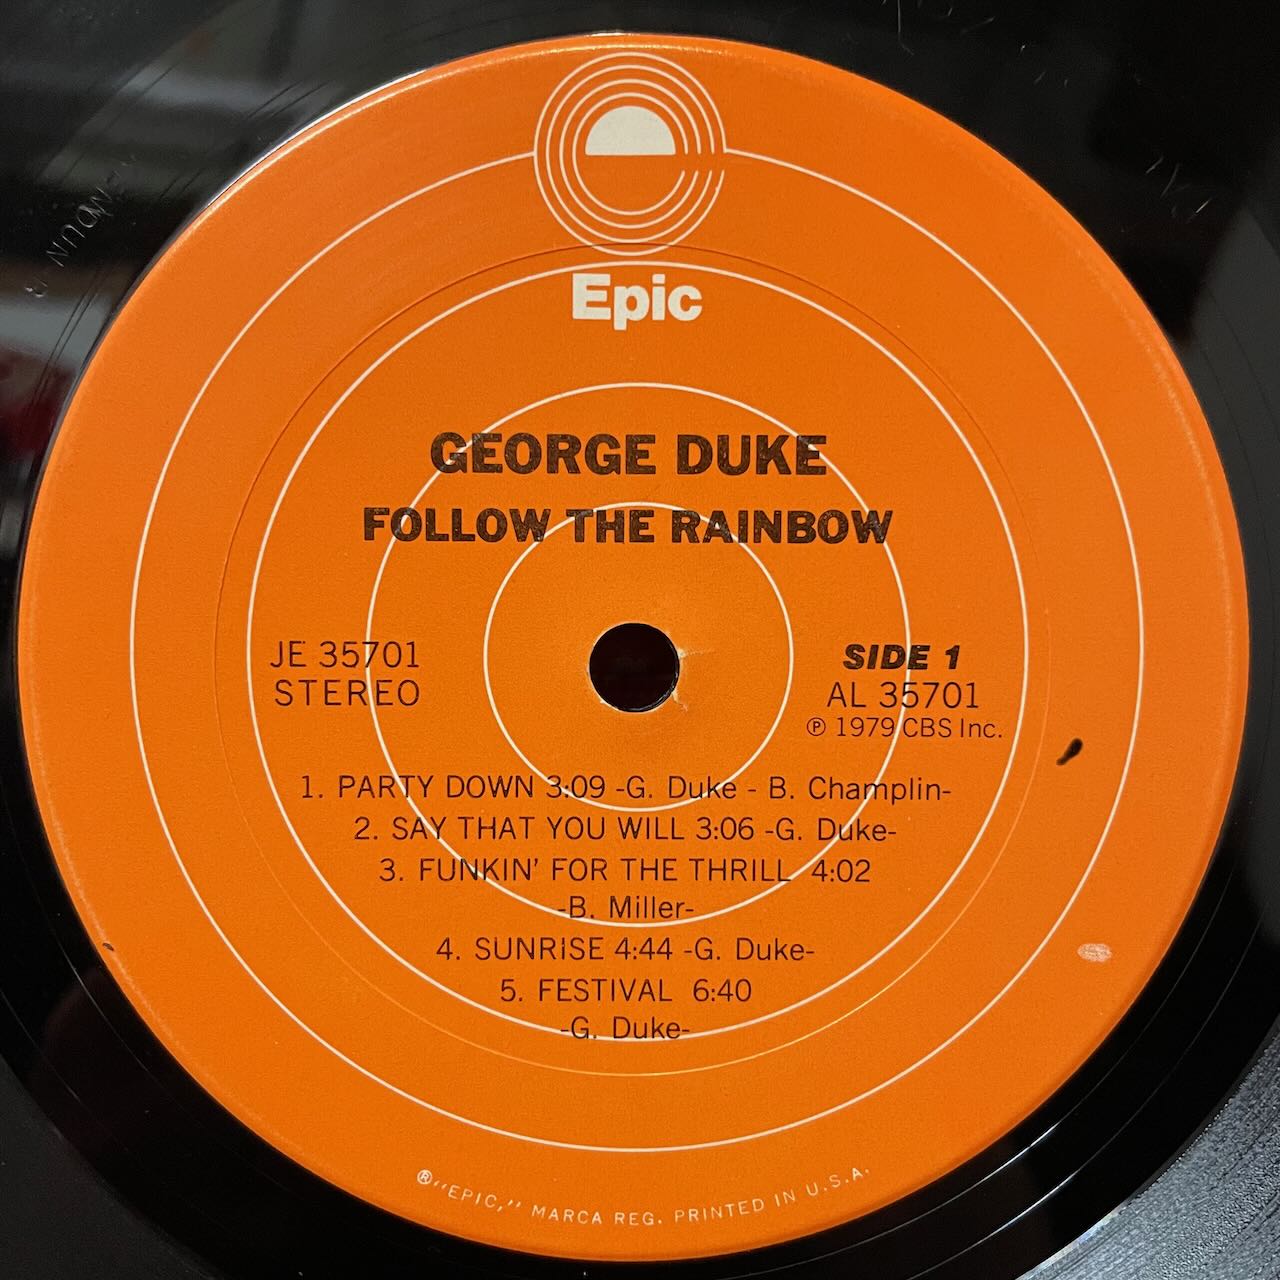 Epic
GEORGE DUKE
FOLLOW THE RAINBOW
JE 35701
STEREO
SIDE 1
AL 35701
℗ 1979 CBS Inc.
1. PARTY DOWN 3:09 -G. Duke - B. Champlin-
2. SAY THAT YOU WILL 3:06 -G. Duke-
3. FUNKIN' FOR THE THRILL 4:02
-B. Miller-
4. SUNRISE 4:44 -G. Duke-
5. FESTIVAL 6:40
-G. Duke-
®"EPIC," MARCA REG. PRINTED IN U.S.A.